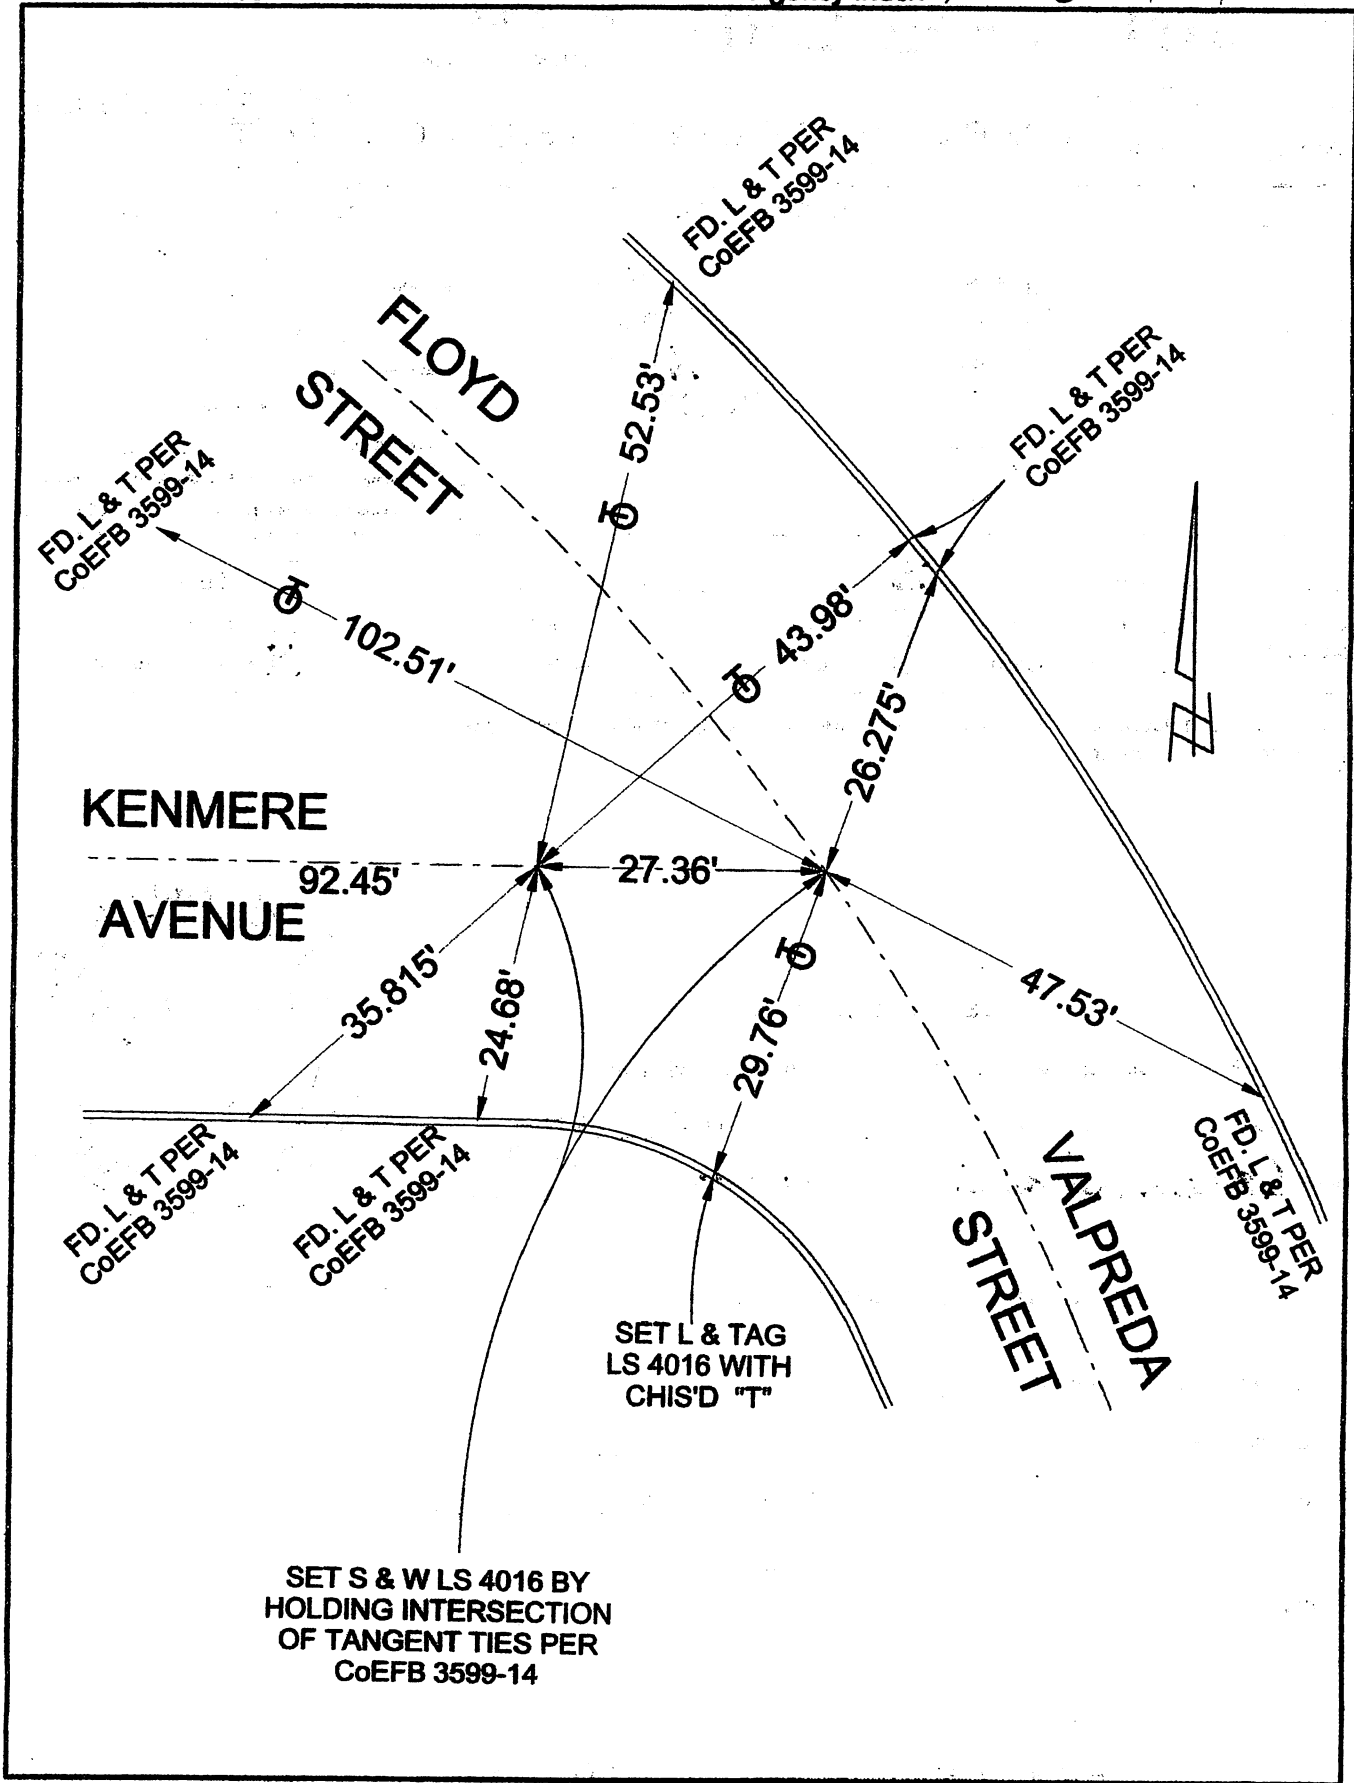 FD. L & T PER
CoEFB 3599-14
FLOYD
STREET
52.53'
FD. L & T PER
CoEFB 3599-14
FD. L & T PER
CoEFB 3599-14
102.51'
43.98'
26.275'
KENMERE
AVENUE
92.45'
27.36'
35.815'
24.68'
29.76'
47.53'
FD. L & T PER
CoEFB 3599-14
FD. L & T PER
CoEFB 3599-14
FD. L & T PER
CoEFB 3599-14
VALPREDA
STREET
SET L & TAG
LS 4016 WITH
CHIS'D "T"
SET S & W LS 4016 BY
HOLDING INTERSECTION
OF TANGENT TIES PER
CoEFB 3599-14